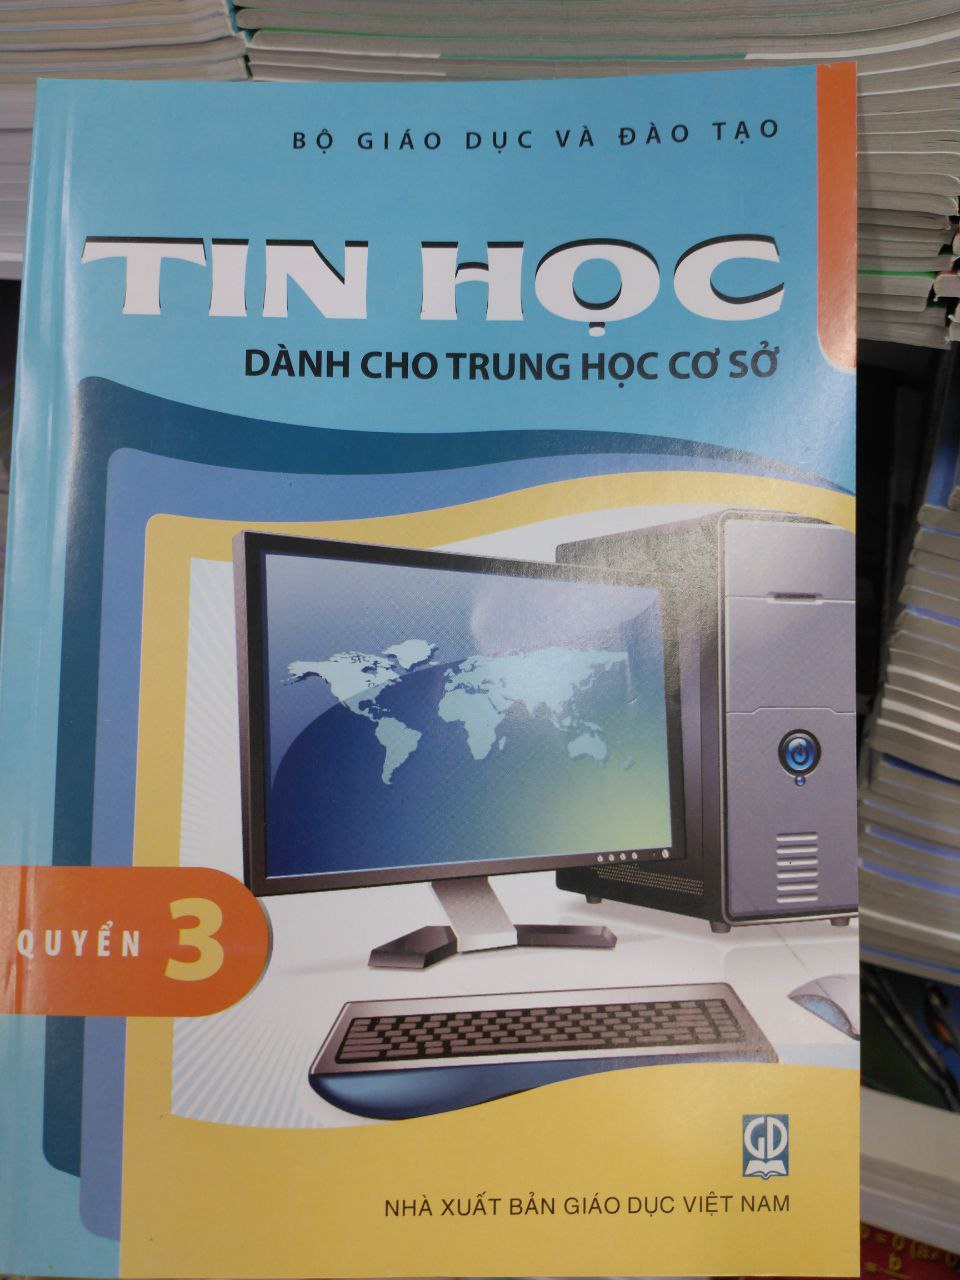 BỘ GIÁO DỤC VÀ ĐÀO TẠO
TIN HỌC
DÀNH CHO TRUNG HỌC CƠ SỞ
QUYỂN 3
GD
NHÀ XUẤT BẢN GIÁO DỤC VIỆT NAM